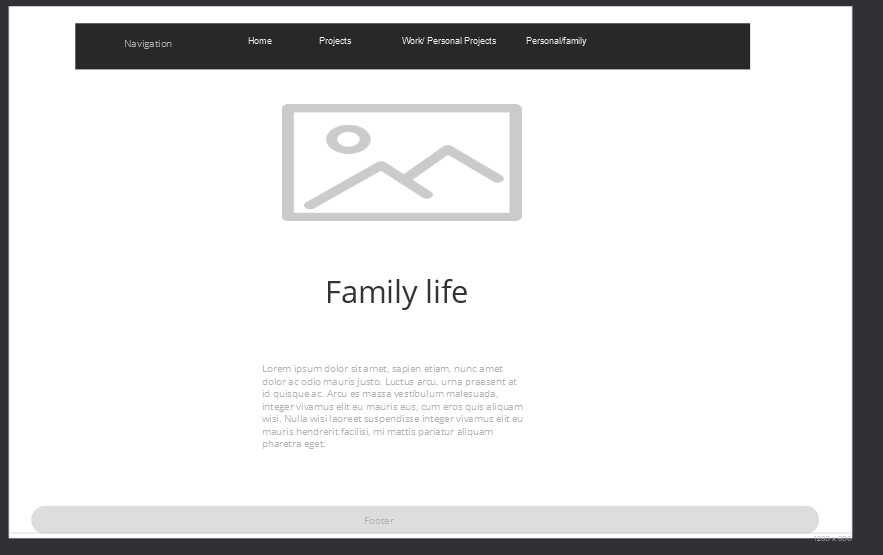 Navigation Home Projects Work/ Personal Projects Personal/family
Family life
Lorem ipsum dolor sit amet, sapien etiam, nunc amet
dolor ac odio mauris justo. Luctus arcu, urna praesent at
id quisque ac. Arcu es massa vestibulum malesuada,
integer vivamus elit eu mauris eus, cum eros quis aliquam
wisi. Nulla wisi laoreet suspendisse integer vivamus elit eu
mauris hendrerit facilisi, mi mattis pariatur aliquam
pharetra eget.
Footer